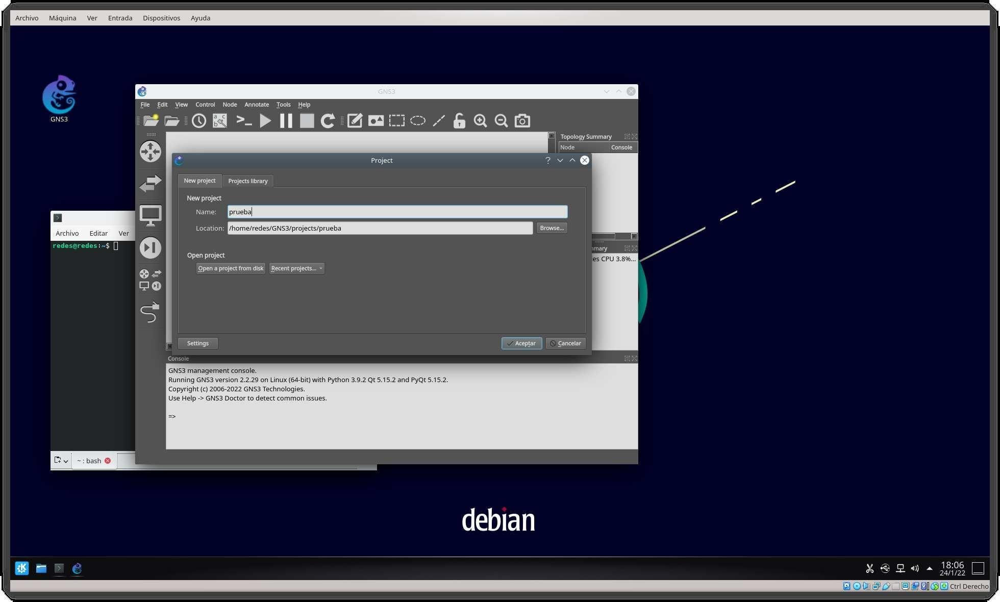 Archivo Máquina Ver Entrada Dispositivos Ayuda
GNS3
GNS3
File Edit View Control Node Annotate Tools Help
a c
b
Topology Summary
Node Console
Project
New project Projects library
New project
Name: prueba
Location: /home/redes/GNS3/projects/prueba Browse...
Open project
Open a project from disk Recent projects...
Settings Aceptar Cancelar
mary
es CPU 3.8%...
Archivo Editar Ver
redes@redes:~$
~ : bash
Console
GNS3 management console.
Running GNS3 version 2.2.29 on Linux (64-bit) with Python 3.9.2 Qt 5.15.2 and PyQt 5.15.2.
Copyright (c) 2006-2022 GNS3 Technologies.
Use Help -> GNS3 Doctor to detect common issues.
=>
debian
18:06
24/1/22
Ctrl Derecho